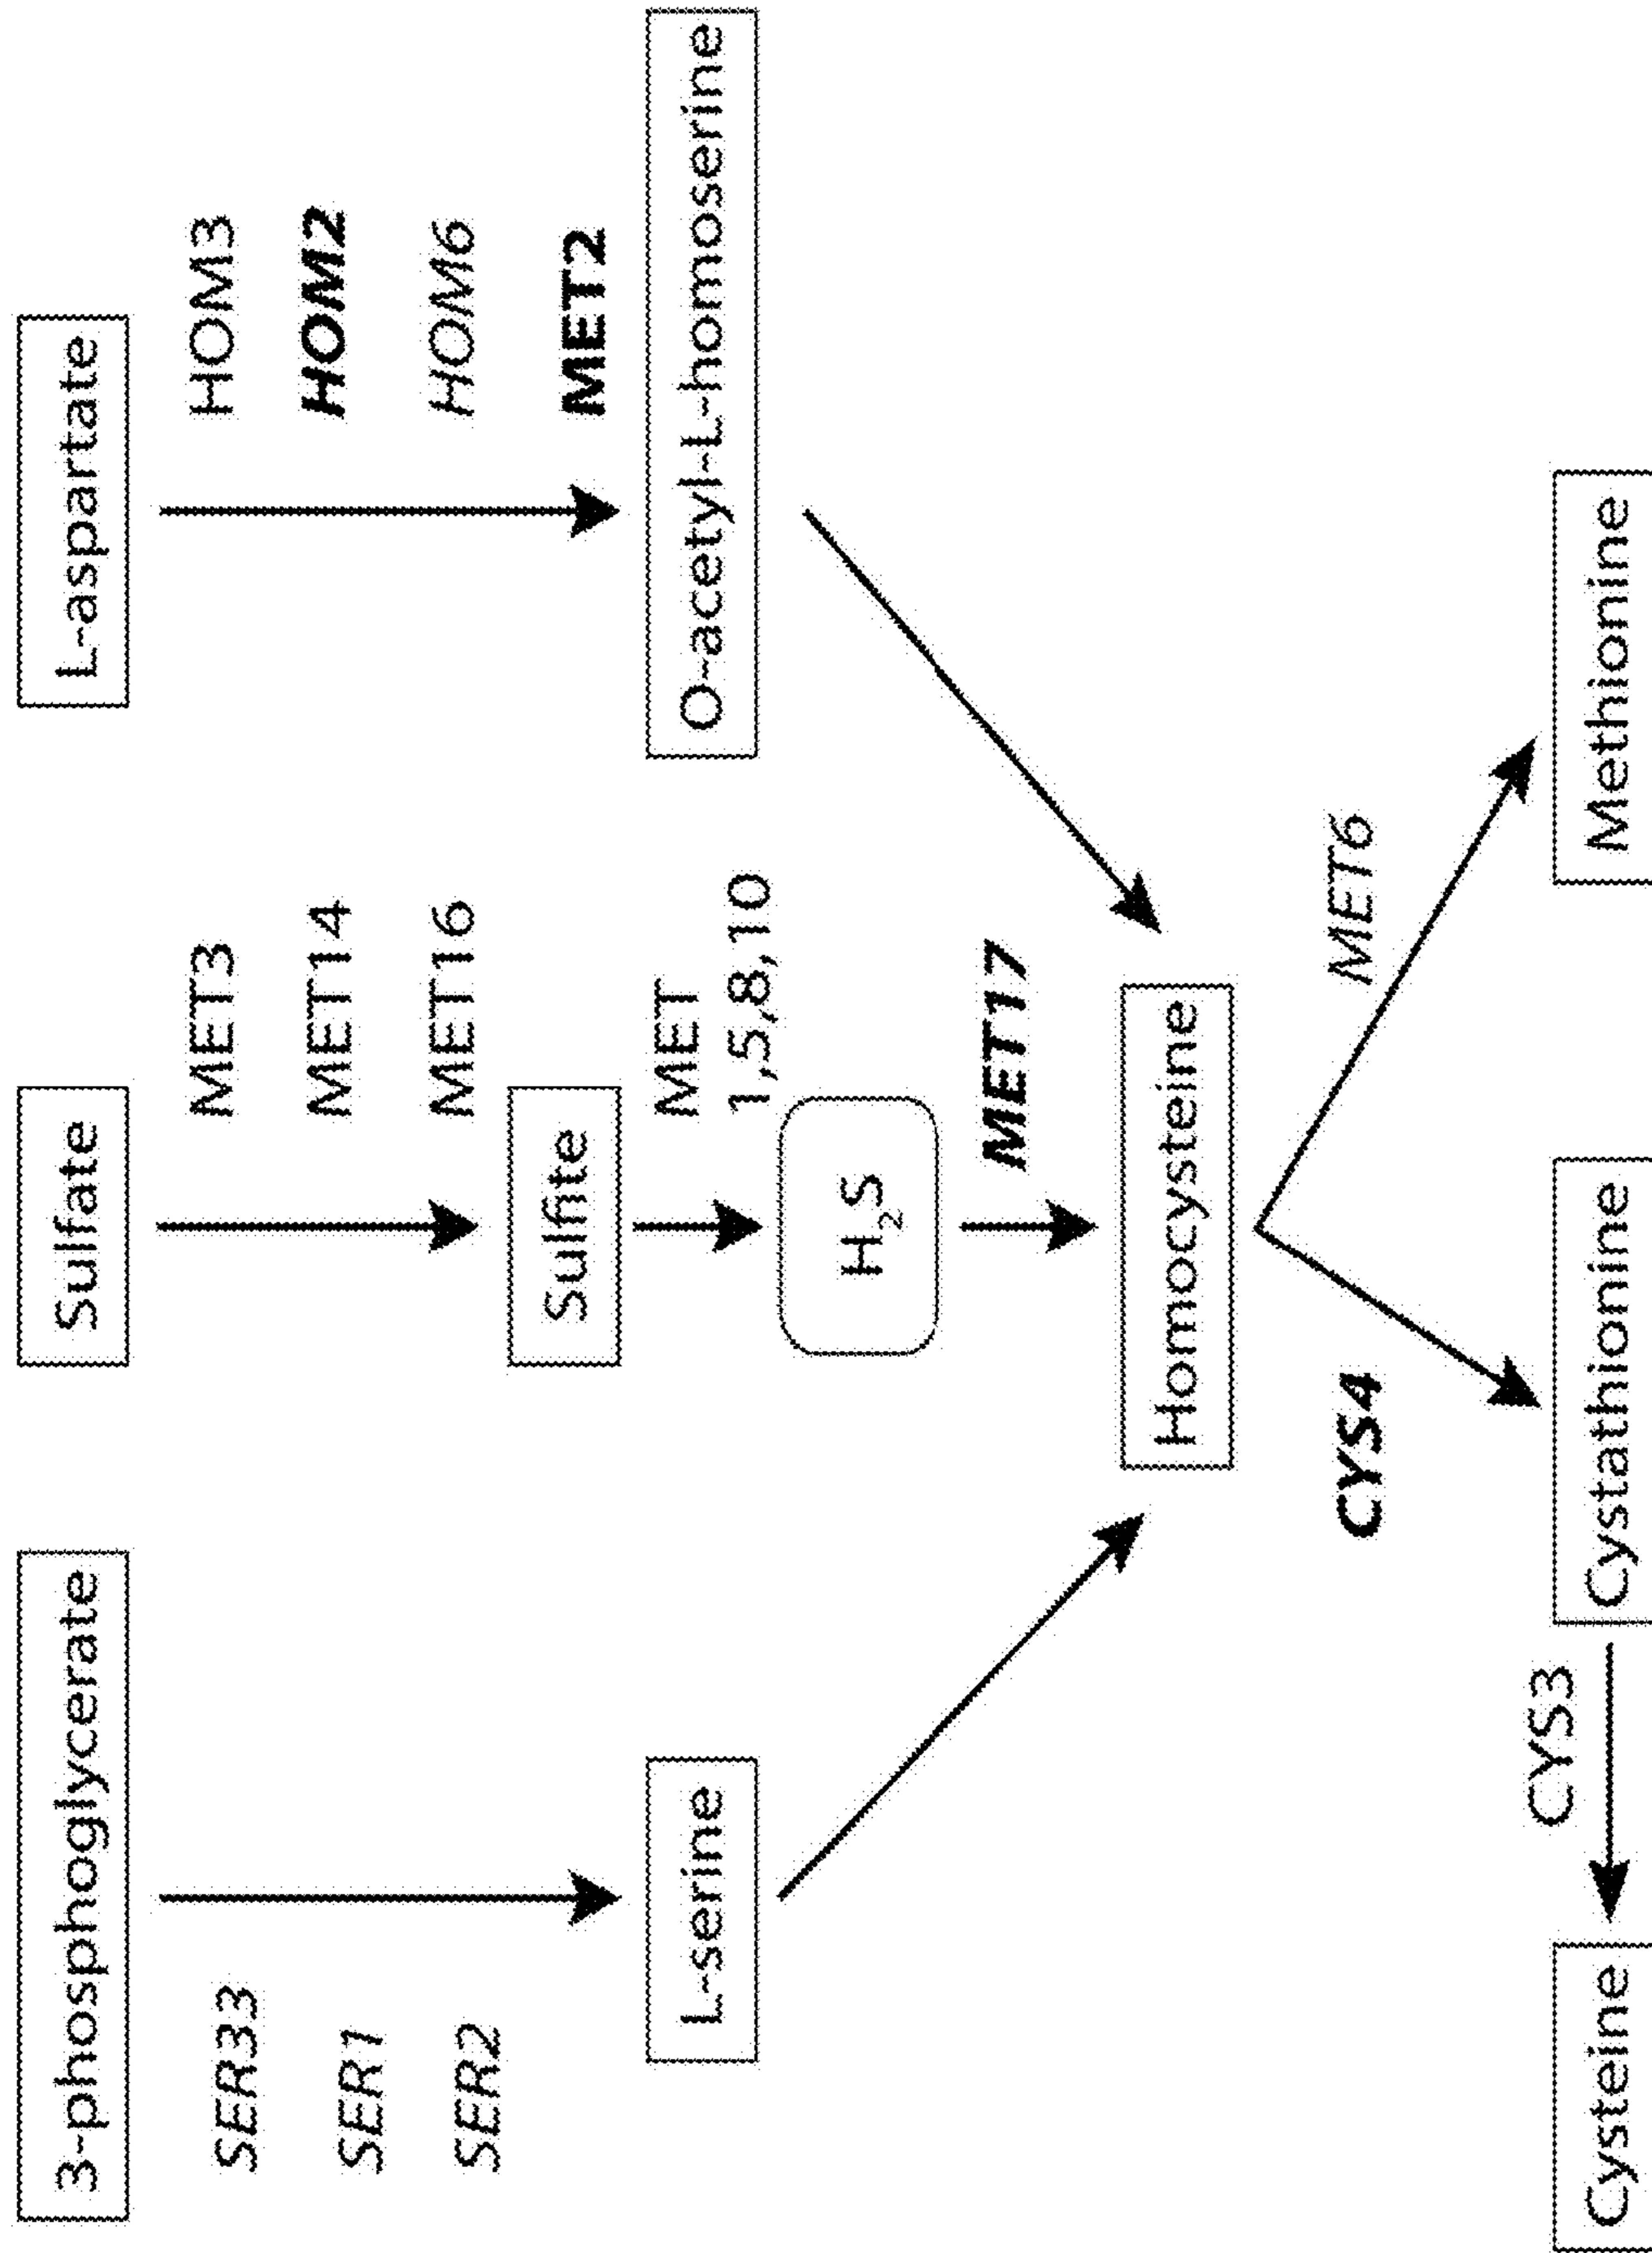 3-phosphoglycerate
Sulfate
L-aspartate
SER33
MET3
HOM3
SER1
MET14
HOM2
SER2
MET16
HOM6
MET2
Sulfite
L-serine
MET
1,5,8,10
O-acetyl-L-homoserine
H₂S
MET17
Homocysteine
CYS4
MET6
CYS3
Cysteine
Cystathionine
Methionine